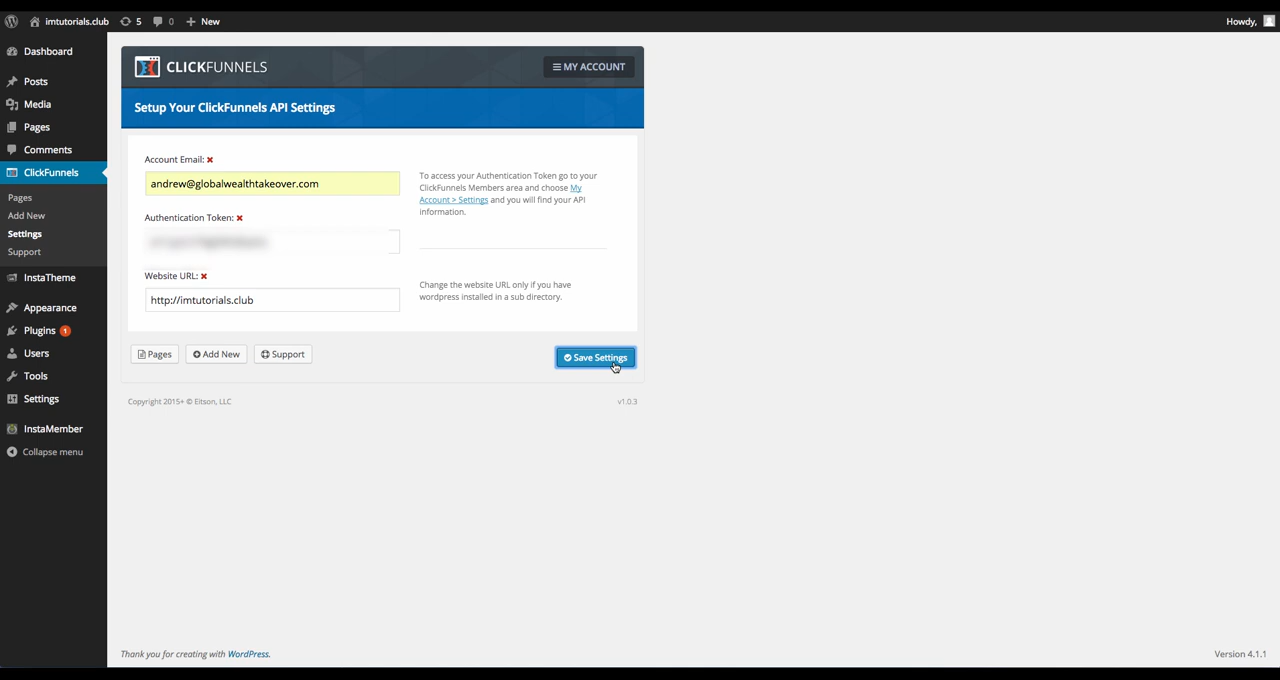 imtutorials.club 5 0 New Howdy,
Dashboard
Posts
Media
Pages
Comments
ClickFunnels
Pages
Add New
Settings
Support
InstaTheme
Appearance
Plugins 1
Users
Tools
Settings
InstaMember
Collapse menu
CLICKFUNNELS
MY ACCOUNT
Setup Your ClickFunnels API Settings
Account Email:
andrew@globalwealthtakeover.com
To access your Authentication Token go to your
ClickFunnels Members area and choose My
Account > Settings and you will find your API
information.
Authentication Token:
Website URL:
http://imtutorials.club
Change the website URL only if you have
wordpress installed in a sub directory.
Pages Add New Support Save Settings
Copyright 2015+ © Etison, LLC v1.0.3
Thank you for creating with WordPress. Version 4.1.1